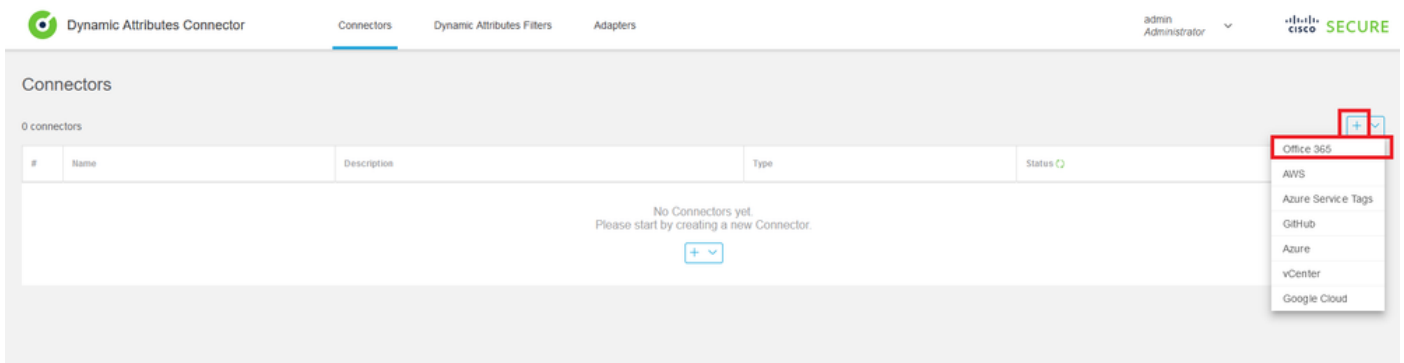 Dynamic Attributes Connector
Connectors
Dynamic Attributes Filters
Adapters
admin
Administrator
cisco SECURE
Connectors
0 connectors
# Name Description Type Status
No Connectors yet.
Please start by creating a new Connector.
Office 365
AWS
Azure Service Tags
GitHub
Azure
vCenter
Google Cloud